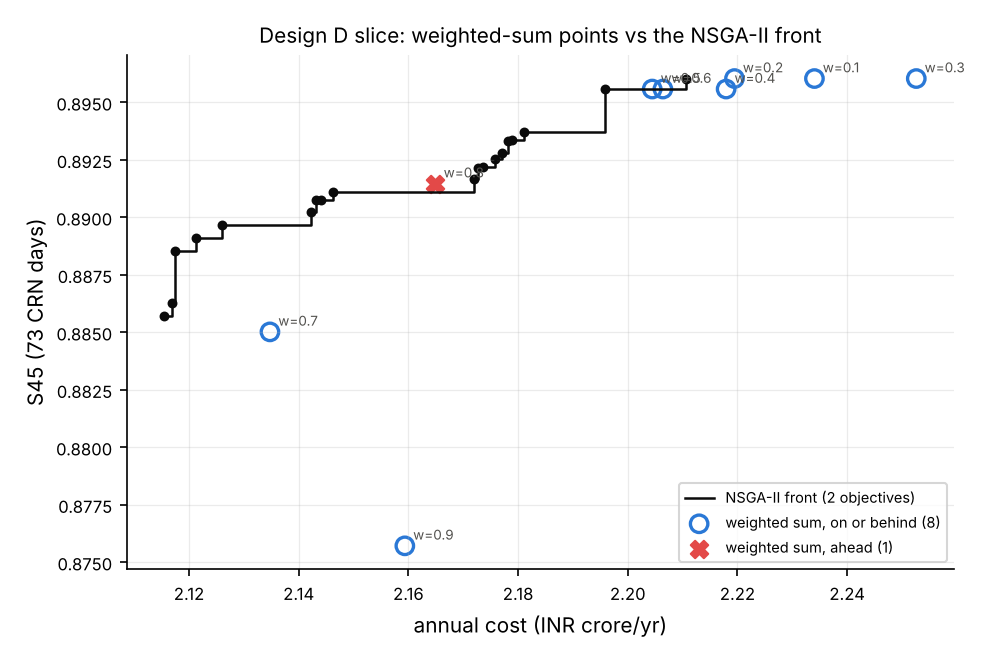 Design D slice: weighted-sum points vs the NSGA-II front
S45 (73 CRN days)
0.8950
0.8925
0.8900
0.8875
0.8850
0.8825
0.8800
0.8775
0.8750
w=0.6
w=0.2
w=0.4
w=0.1
w=0.3
w=0.7
w=0.9
NSGA-II front (2 objectives)
weighted sum, on or behind (8)
weighted sum, ahead (1)
2.12
2.14
2.16
2.18
2.20
2.22
2.24
annual cost (INR crore/yr)